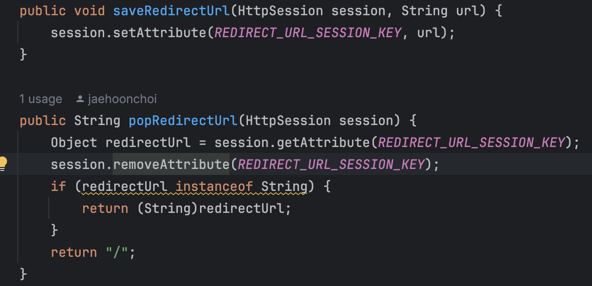 public void saveRedirectUrl(HttpSession session, String url) {
    session.setAttribute(REDIRECT_URL_SESSION_KEY, url);
}
1 usage jaehoonchoi
public String popRedirectUrl(HttpSession session) {
    Object redirectUrl = session.getAttribute(REDIRECT_URL_SESSION_KEY);
    session.removeAttribute(REDIRECT_URL_SESSION_KEY);
    if (redirectUrl instanceof String) {
        return (String)redirectUrl;
    }
    return "/";
}